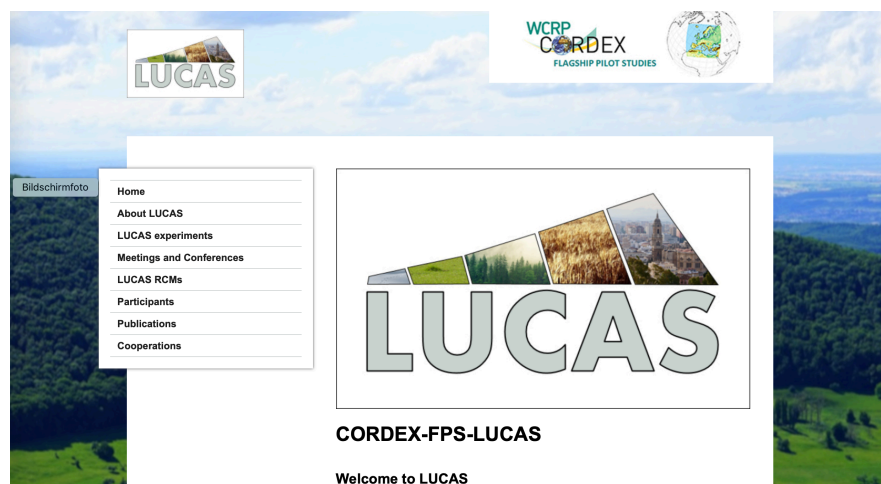 LUCAS
WCRP
CORDEX
FLAGSHIP PILOT STUDIES
Bildschirmfoto
Home
About LUCAS
LUCAS experiments
Meetings and Conferences
LUCAS RCMs
Participants
Publications
Cooperations
LUCAS
CORDEX-FPS-LUCAS
Welcome to LUCAS